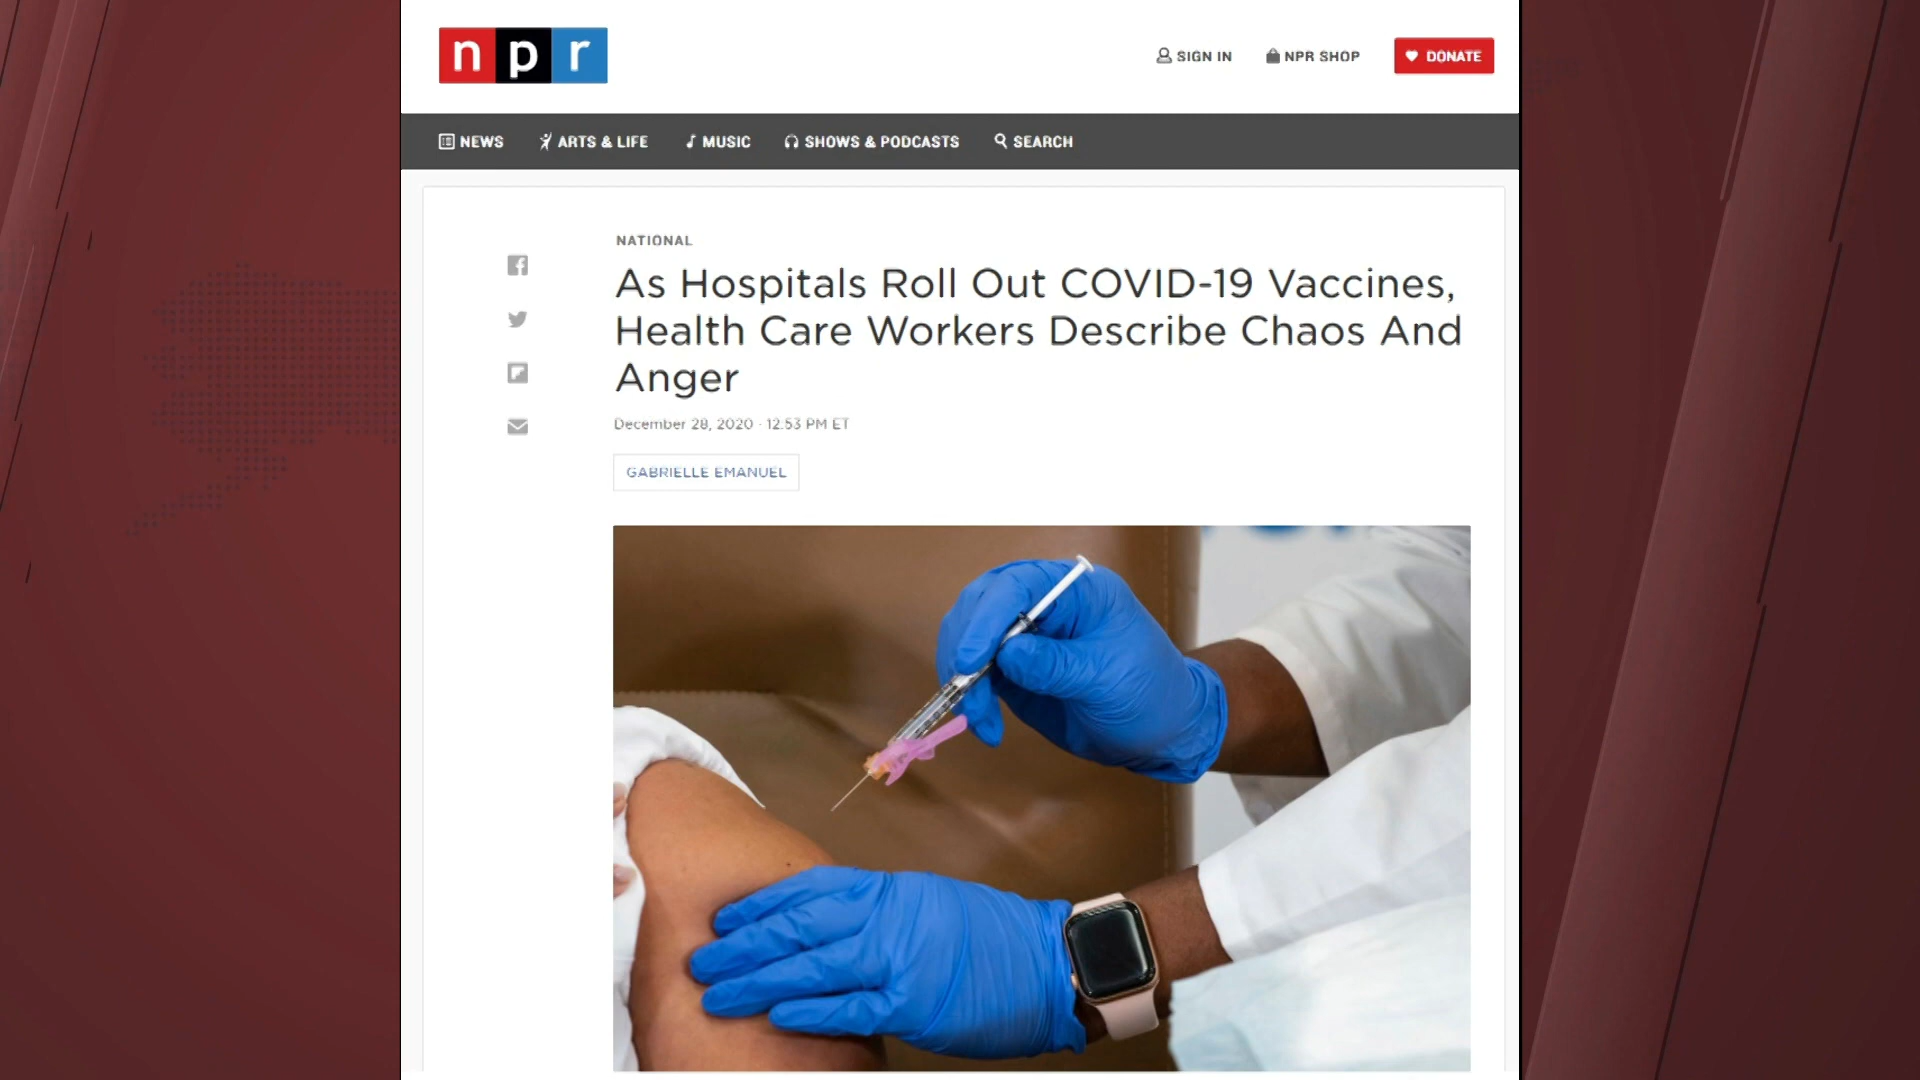 npr
SIGN IN
NPR SHOP
DONATE
NEWS
ARTS & LIFE
MUSIC
SHOWS & PODCASTS
SEARCH
NATIONAL
As Hospitals Roll Out COVID-19 Vaccines,
Health Care Workers Describe Chaos And
Anger
December 28, 2020 · 12:53 PM ET
GABRIELLE EMANUEL